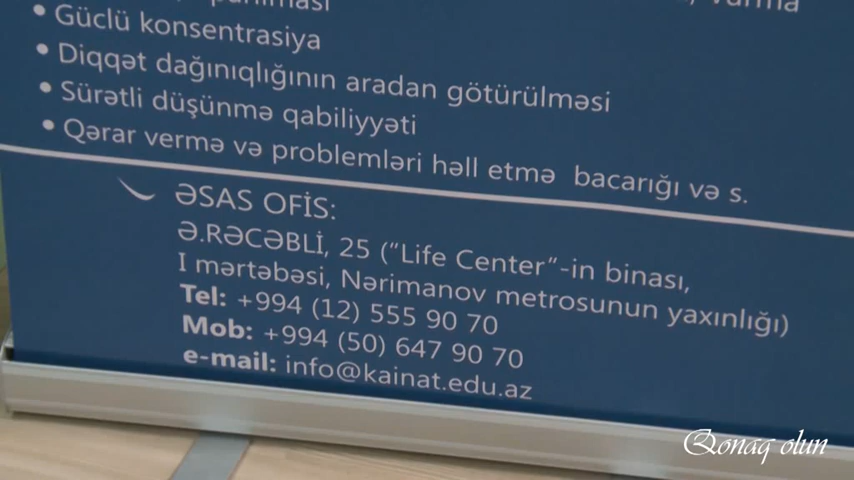 • Güclü konsentrasiya
• Diqqət dağınıqlığının aradan götürülməsi
• Sürətli düşünmə qabiliyyəti
• Qərar vermə və problemləri həll etmə bacarığı və s.
ƏSAS OFİS:
Ə.RƏCƏBLİ, 25 ("Life Center"-in binası,
I mərtəbəsi, Nərimanov metrosunun yaxınlığı)
Tel: +994 (12) 555 90 70
Mob: +994 (50) 647 90 70
e-mail: info@kainat.edu.az
Qonaq olun